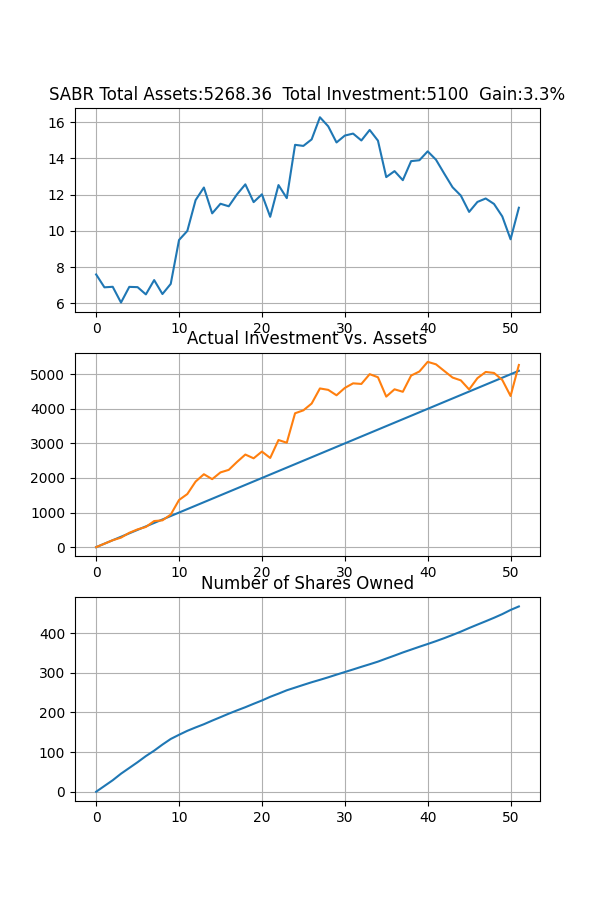 SABR Total Assets:5268.36  Total Investment:5100  Gain:3.3%
16
14
12
10
8
6
0 10 20 30 40 50
Actual Investment vs. Assets
5000
4000
3000
2000
1000
0
0 10 20 30 40 50
Number of Shares Owned
400
300
200
100
0
0 10 20 30 40 50